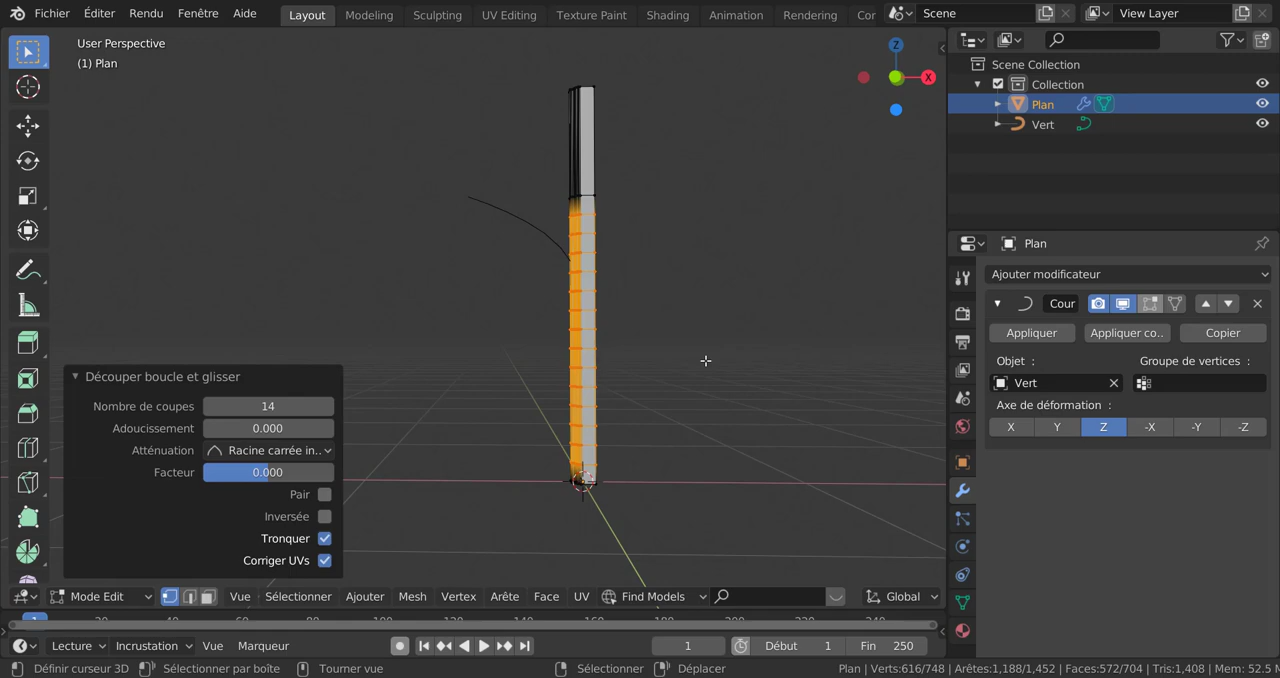 Fichier Éditer Rendu Fenêtre Aide Layout Modeling Sculpting UV Editing Texture Paint Shading Animation Rendering Cor Scene View Layer
User Perspective
(1) Plan
Z
X
Scene Collection
Collection
Plan
Vert
Plan
Ajouter modificateur
Cour
Appliquer Appliquer co.. Copier
Objet : Groupe de vertices :
Vert
Axe de déformation :
X Y Z -X -Y -Z
Découper boucle et glisser
Nombre de coupes 14
Adoucissement 0.000
Atténuation Racine carrée in..
Facteur 0.000
Pair
Inversée
Tronquer
Corriger UVs
Mode Edit Vue Sélectionner Ajouter Mesh Vertex Arête Face UV Find Models Global
Lecture Incrustation Vue Marqueur 1 Début 1 Fin 250
Définir curseur 3D Sélectionner par boîte Tourner vue Sélectionner Déplacer Plan | Verts:616/748 | Arêtes:1,188/1,452 | Faces:572/704 | Tris:1,408 | Mem: 52.5 M